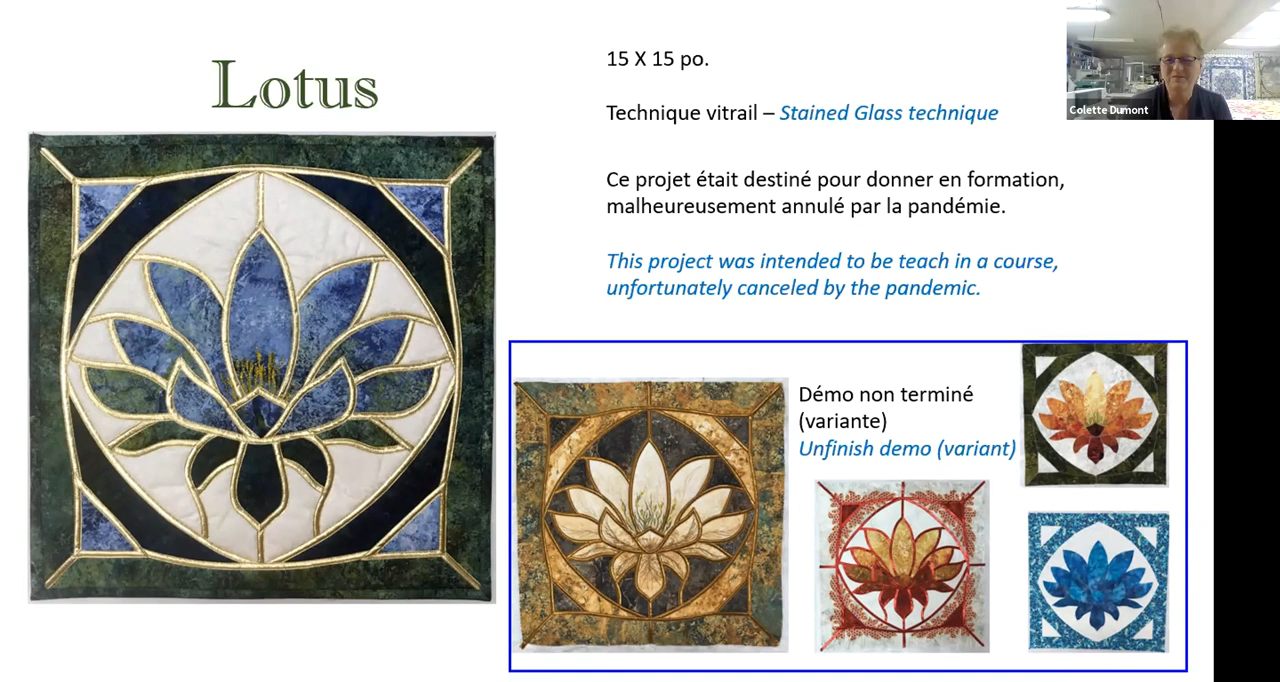 Lotus
15 X 15 po.
Technique vitrail – Stained Glass technique
Ce projet était destiné pour donner en formation,
malheureusement annulé par la pandémie.
This project was intended to be teach in a course,
unfortunately canceled by the pandemic.
Démo non terminé
(variante)
Unfinish demo (variant)
Colette Dumont